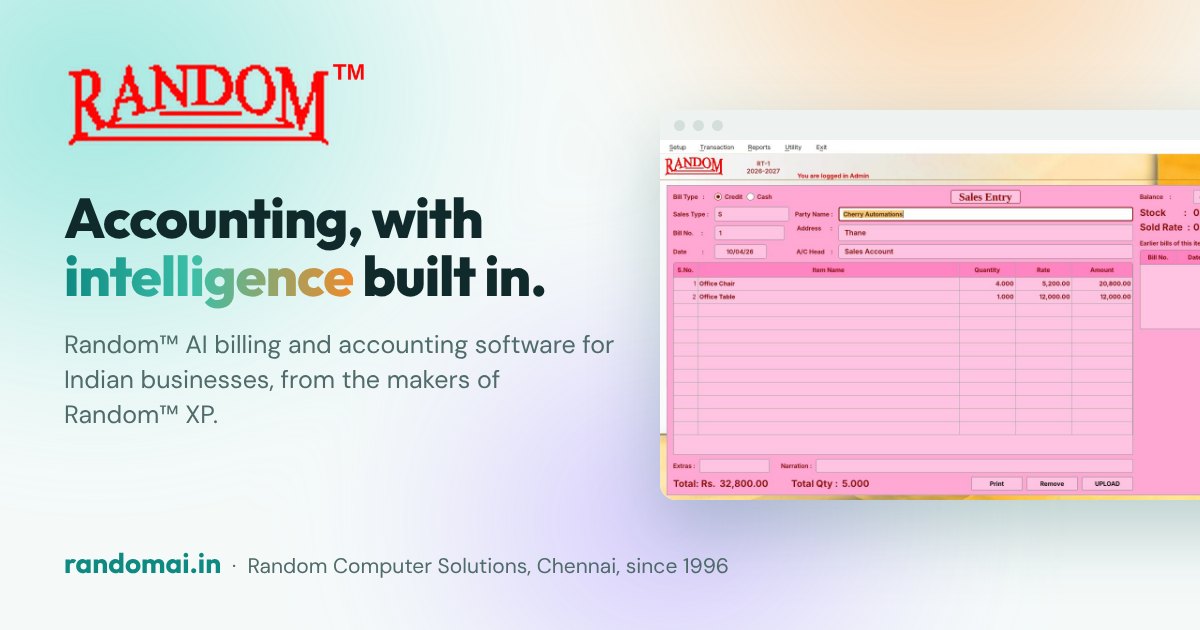 RANDOM™
Accounting, with
intelligence built in.
Random™ AI billing and accounting software for
Indian businesses, from the makers of
Random™ XP.
randomai.in · Random Computer Solutions, Chennai, since 1996
Setup Transaction Reports Utility Exit
RANDOM
RT-1
2026-2027
You are logged in Admin
Bill Type : Credit Cash
Sales Entry
Balance :
Sales Type : S Party Name : Cherry Automations
Stock : 0
Bill No. : 1 Address : Thane
Sold Rate : 0
Date : 10/04/26 A/C Head : Sales Account
Earlier bills of this ite
Bill No. Date
S.No. Item Name Quantity Rate Amount
1 Office Chair 4.000 5,200.00 20,800.00
2 Office Table 1.000 12,000.00 12,000.00
Extras : Narration :
Total: Rs. 32,800.00 Total Qty : 5.000 Print Remove UPLOAD